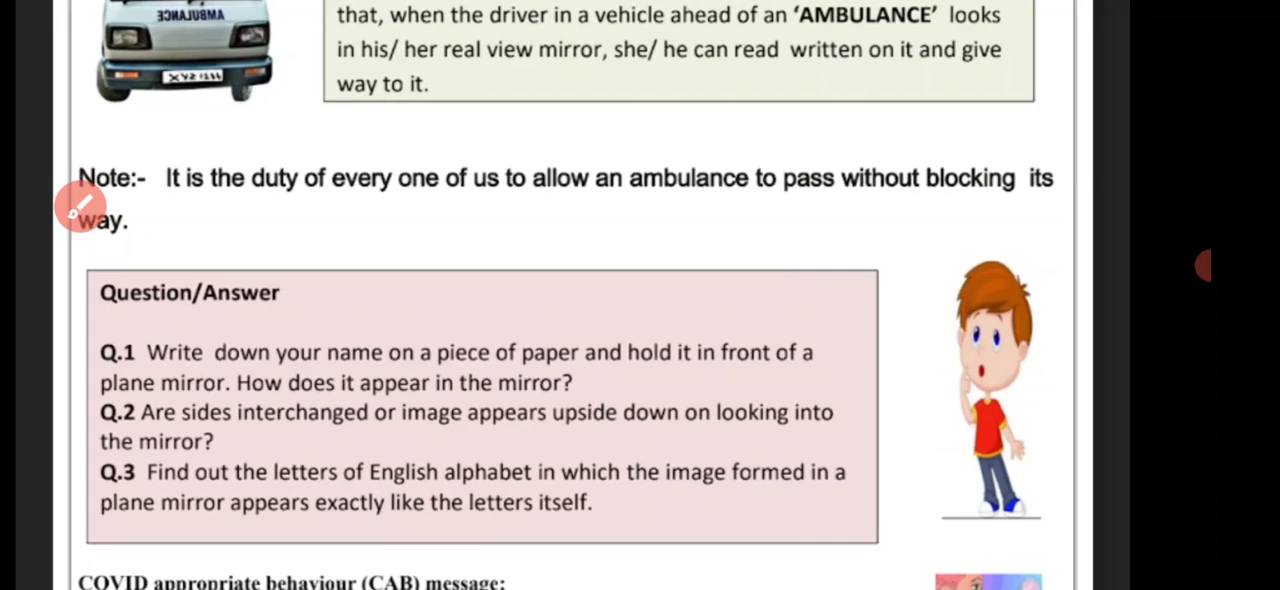 AMBULANCE
that, when the driver in a vehicle ahead of an ‘AMBULANCE’ looks
in his/ her real view mirror, she/ he can read written on it and give
way to it.
Note:- It is the duty of every one of us to allow an ambulance to pass without blocking its
way.
Question/Answer
Q.1 Write down your name on a piece of paper and hold it in front of a
plane mirror. How does it appear in the mirror?
Q.2 Are sides interchanged or image appears upside down on looking into
the mirror?
Q.3 Find out the letters of English alphabet in which the image formed in a
plane mirror appears exactly like the letters itself.
COVID appropriate behaviour (CAB) message: